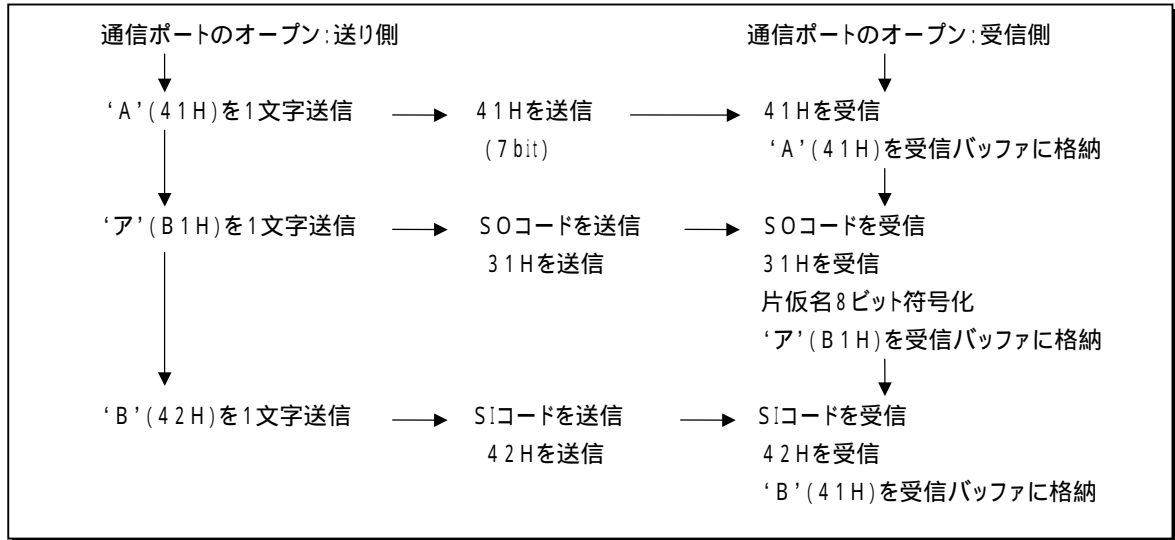 通信ポートのオープン:送り側
通信ポートのオープン:受信側
‘A’(41H)を1文字送信
41Hを送信
41Hを受信
(7bit)
‘A’(41H)を受信バッファに格納
‘ア’(B1H)を1文字送信
SOコードを送信
SOコードを受信
31Hを送信
31Hを受信
片仮名8ビット符号化
‘ア’(B1H)を受信バッファに格納
‘B’(42H)を1文字送信
SIコードを送信
SIコードを受信
42Hを送信
42Hを受信
‘B’(41H)を受信バッファに格納